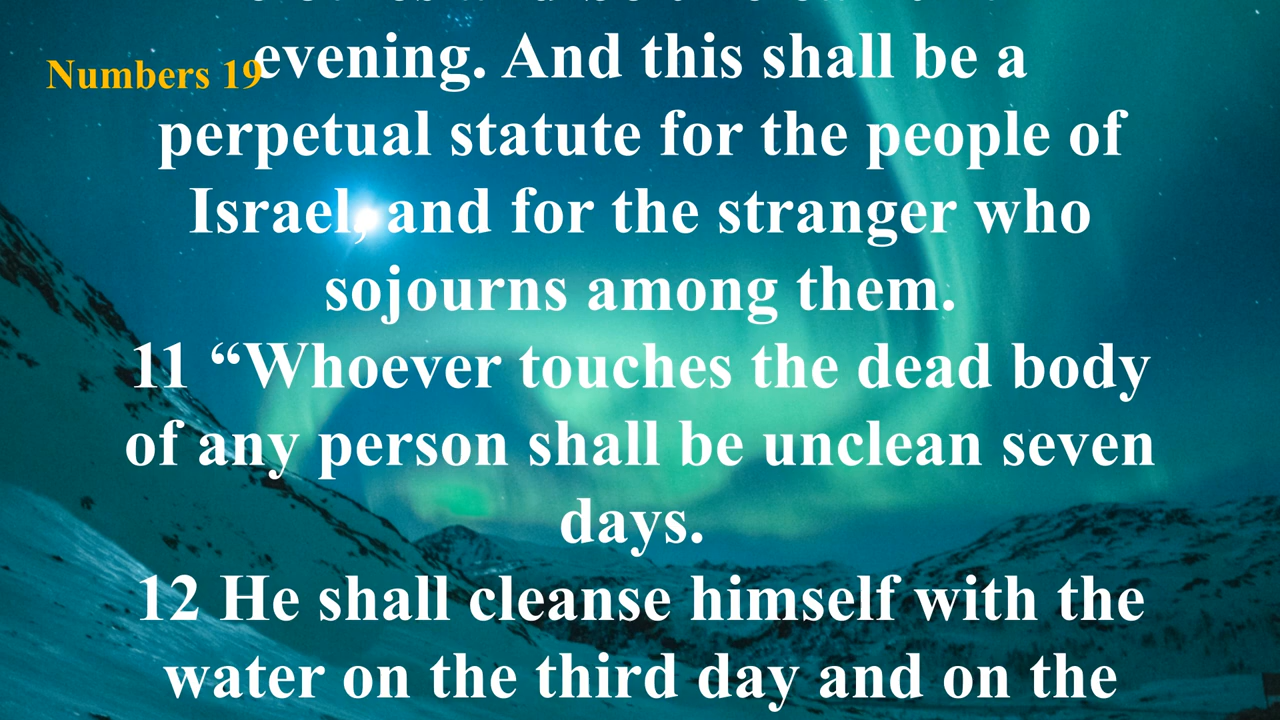 Numbers 19
evening. And this shall be a
perpetual statute for the people of
Israel, and for the stranger who
sojourns among them.
11 “Whoever touches the dead body
of any person shall be unclean seven
days.
12 He shall cleanse himself with the
water on the third day and on the